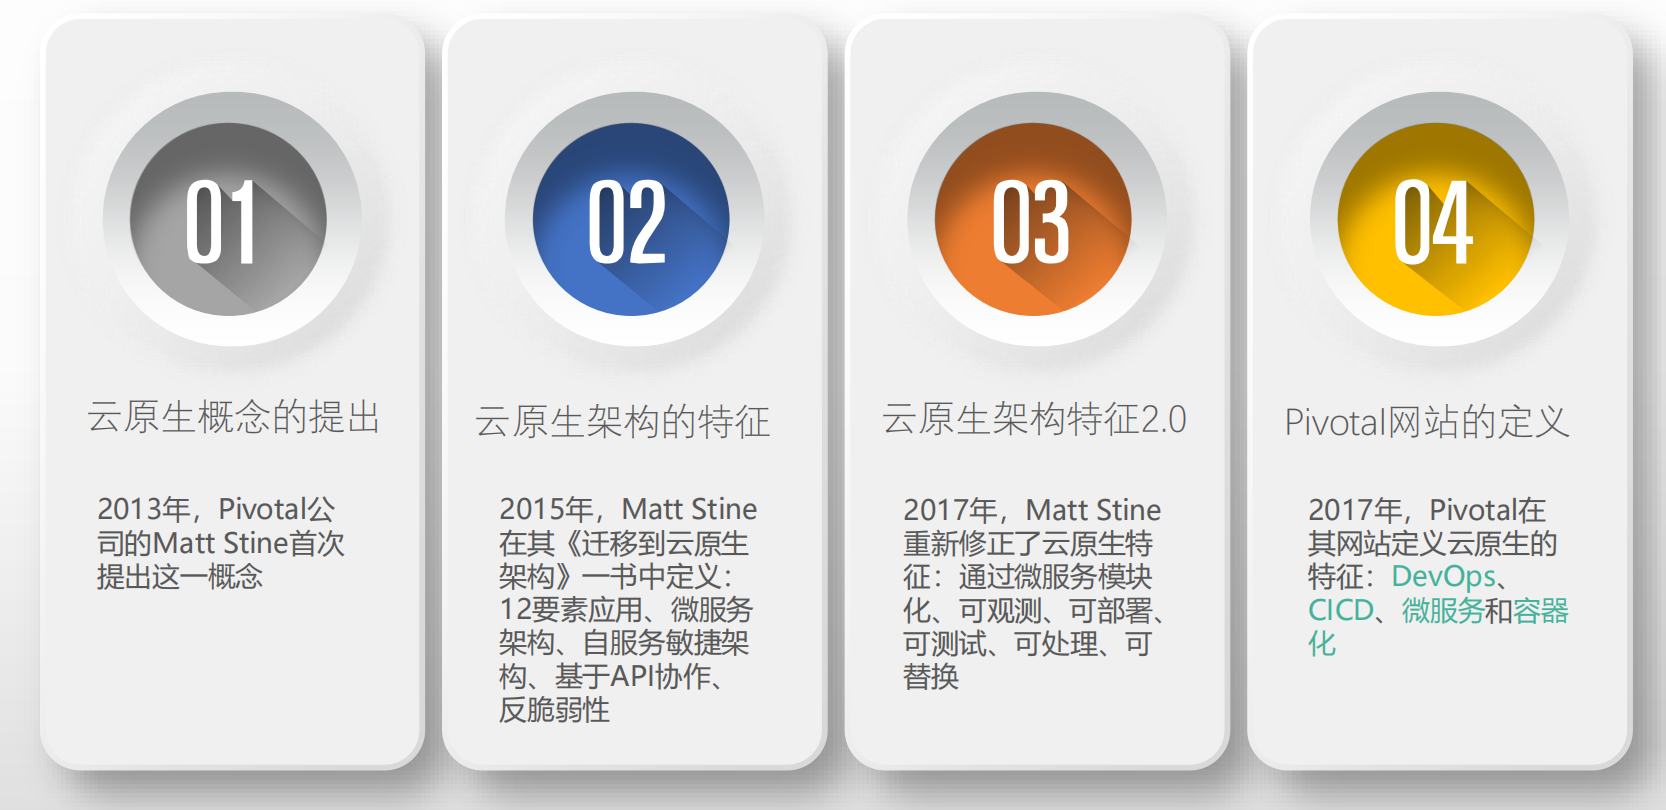 01
云原生概念的提出
2013年，Pivotal公
司的Matt Stine首次
提出这一概念
02
云原生架构的特征
2015年，Matt Stine
在其《迁移到云原生
架构》一书中定义：
12要素应用、微服务
架构、自服务敏捷架
构、基于API协作、
反脆弱性
03
云原生架构特征2.0
2017年，Matt Stine
重新修正了云原生特
征：通过微服务模块
化、可观测、可部署、
可测试、可处理、可
替换
04
Pivotal网站的定义
2017年，Pivotal在
其网站定义云原生的
特征：DevOps、
CICD、微服务和容器
化